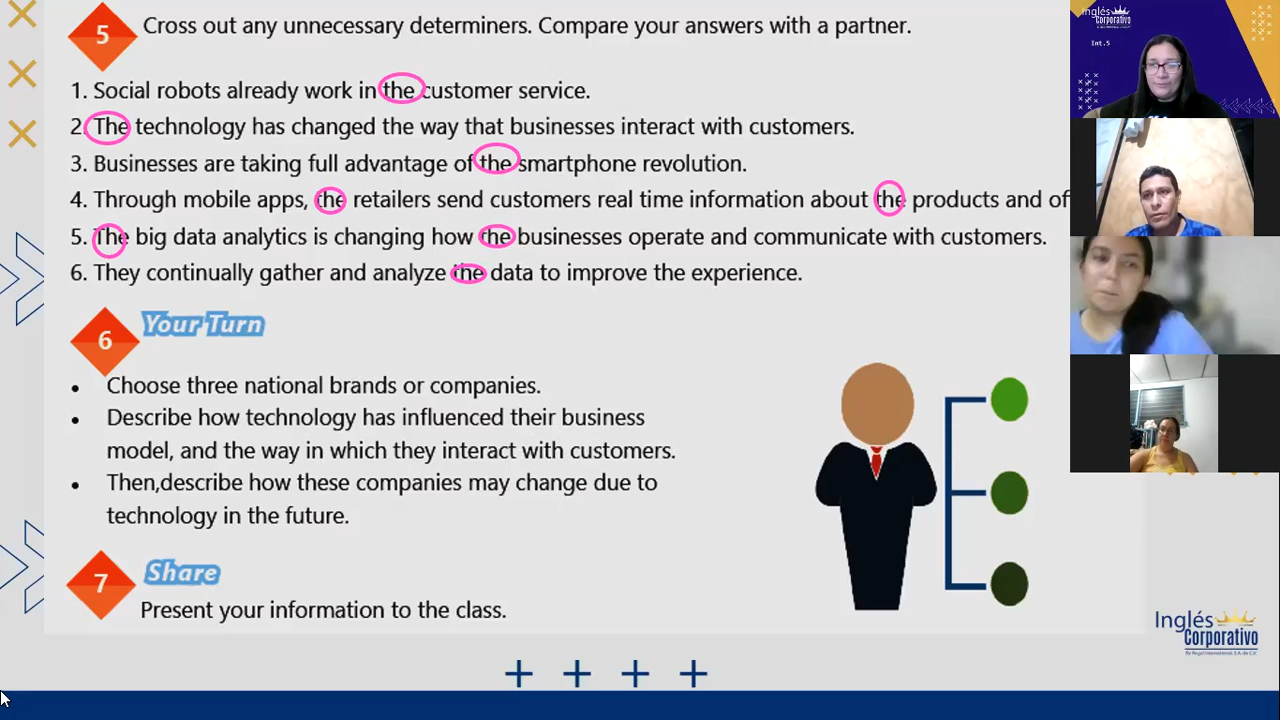 5 Cross out any unnecessary determiners. Compare your answers with a partner.
1. Social robots already work in the customer service.
2. The technology has changed the way that businesses interact with customers.
3. Businesses are taking full advantage of the smartphone revolution.
4. Through mobile apps, the retailers send customers real time information about the products and of
5. The big data analytics is changing how the businesses operate and communicate with customers.
6. They continually gather and analyze the data to improve the experience.
6 Your Turn
• Choose three national brands or companies.
• Describe how technology has influenced their business
model, and the way in which they interact with customers.
• Then,describe how these companies may change due to
technology in the future.
7 Share
Present your information to the class.
Inglés
Corporativo
Int.5
Inglés
Corporativo